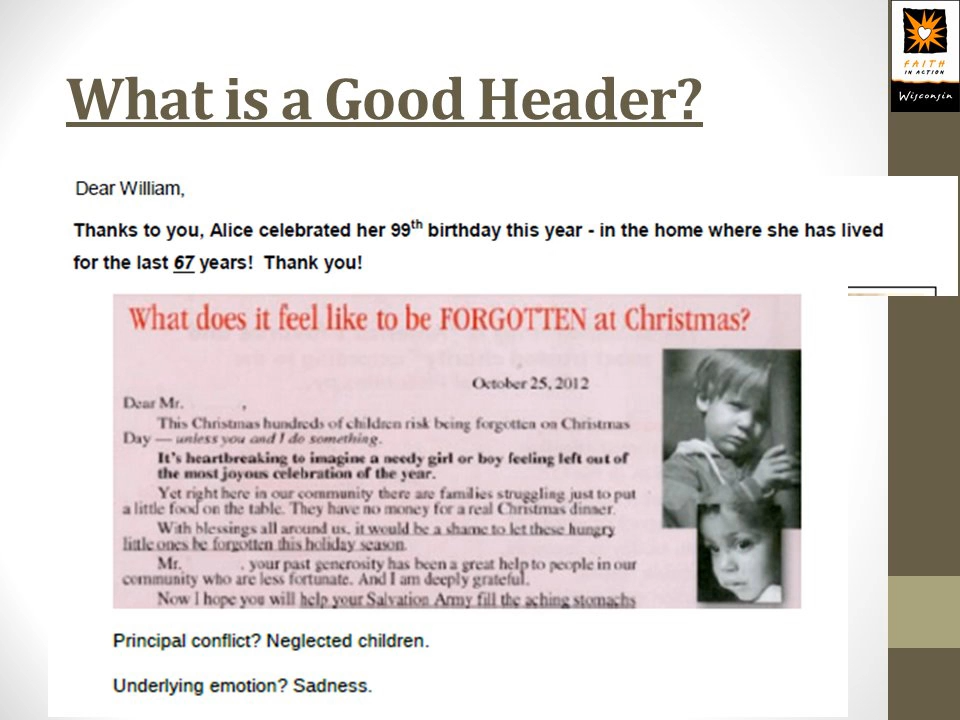 What is a Good Header?
FAITH
IN ACTION
Wisconsin
Dear William,
Thanks to you, Alice celebrated her 99th birthday this year - in the home where she has lived
for the last 67 years! Thank you!
What does it feel like to be FORGOTTEN at Christmas?
October 25, 2012
Dear Mr. ,
This Christmas hundreds of children risk being forgotten on Christmas
Day — unless you and I do something.
It's heartbreaking to imagine a needy girl or boy feeling left out of
the most joyous celebration of the year.
Yet right here in our community there are families struggling just to put
a little food on the table. They have no money for a real Christmas dinner.
With blessings all around us, it would be a shame to let these hungry
little ones be forgotten this holiday season.
Mr. , your past generosity has been a great help to people in our
community who are less fortunate. And I am deeply grateful.
Now I hope you will help your Salvation Army fill the aching stomachs
Principal conflict? Neglected children.
Underlying emotion? Sadness.